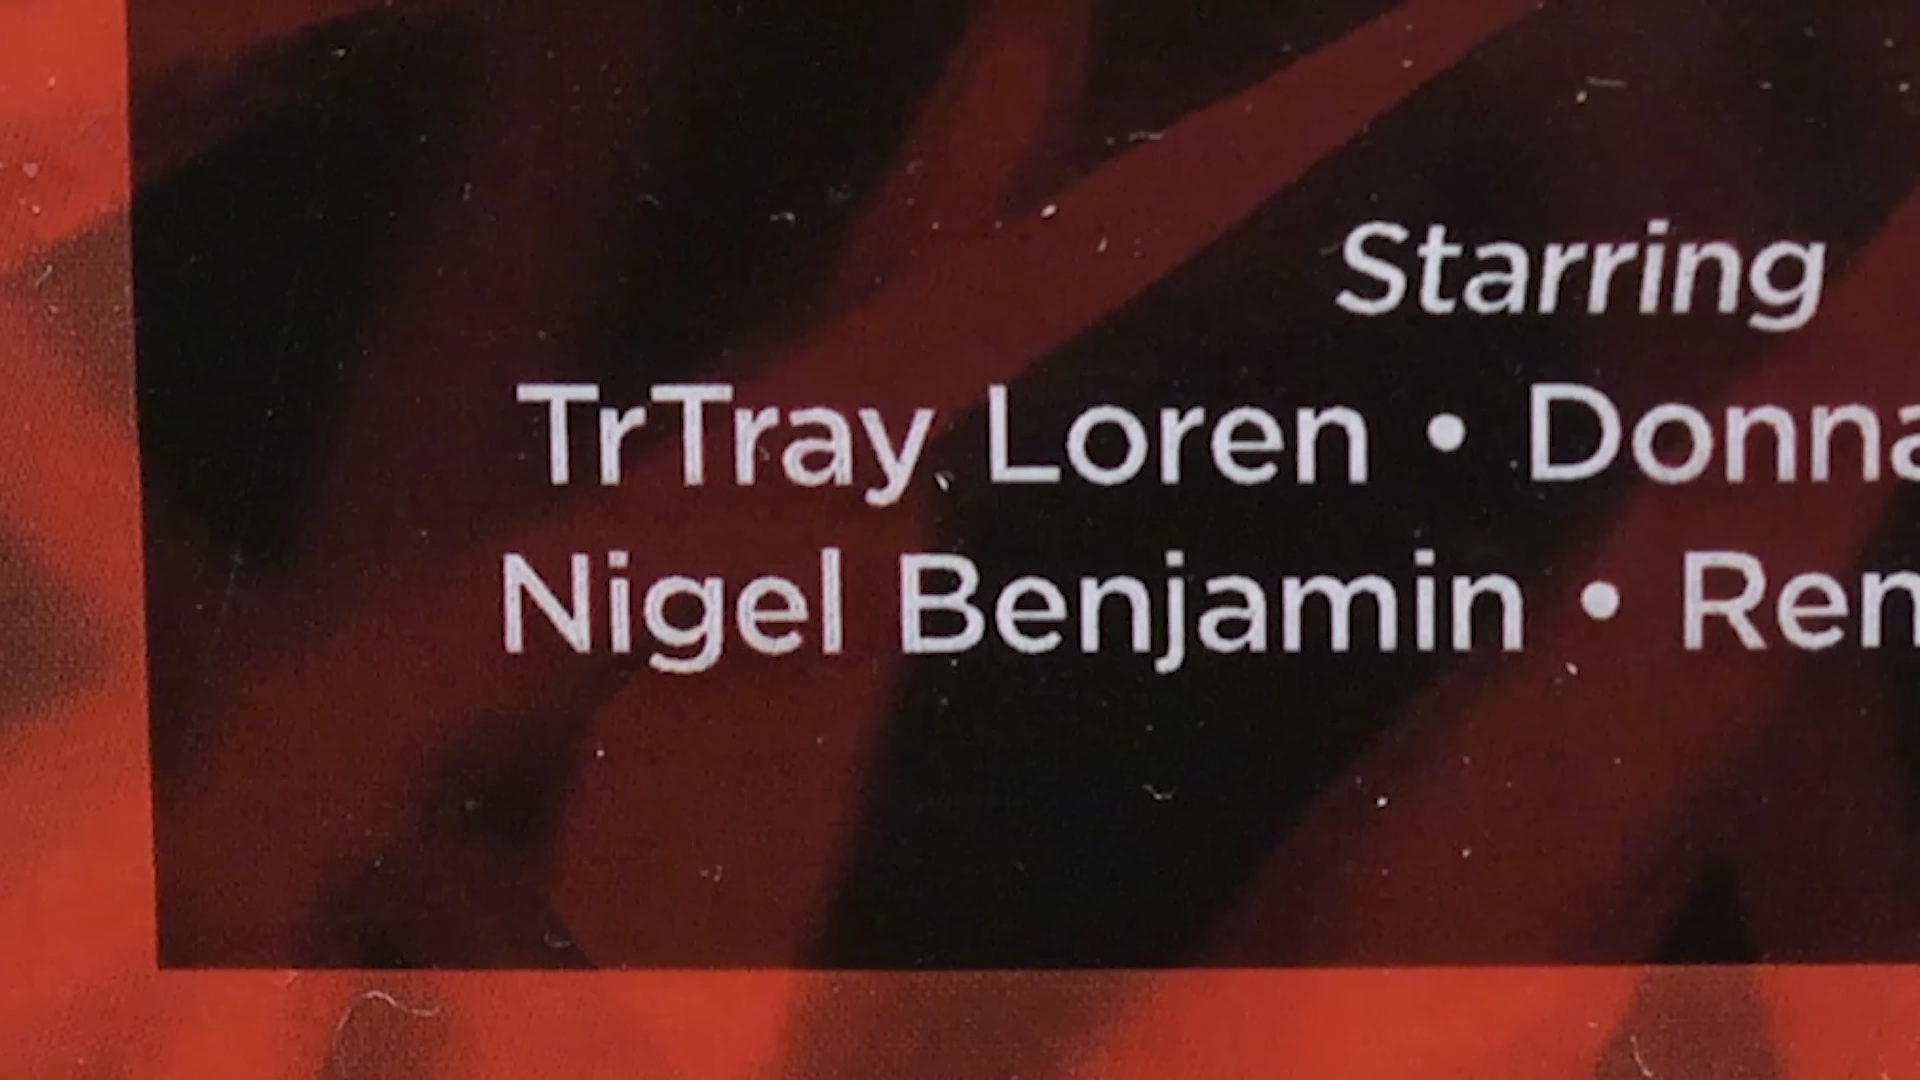 Starring
TrTray Loren • Donna
Nigel Benjamin • Ren